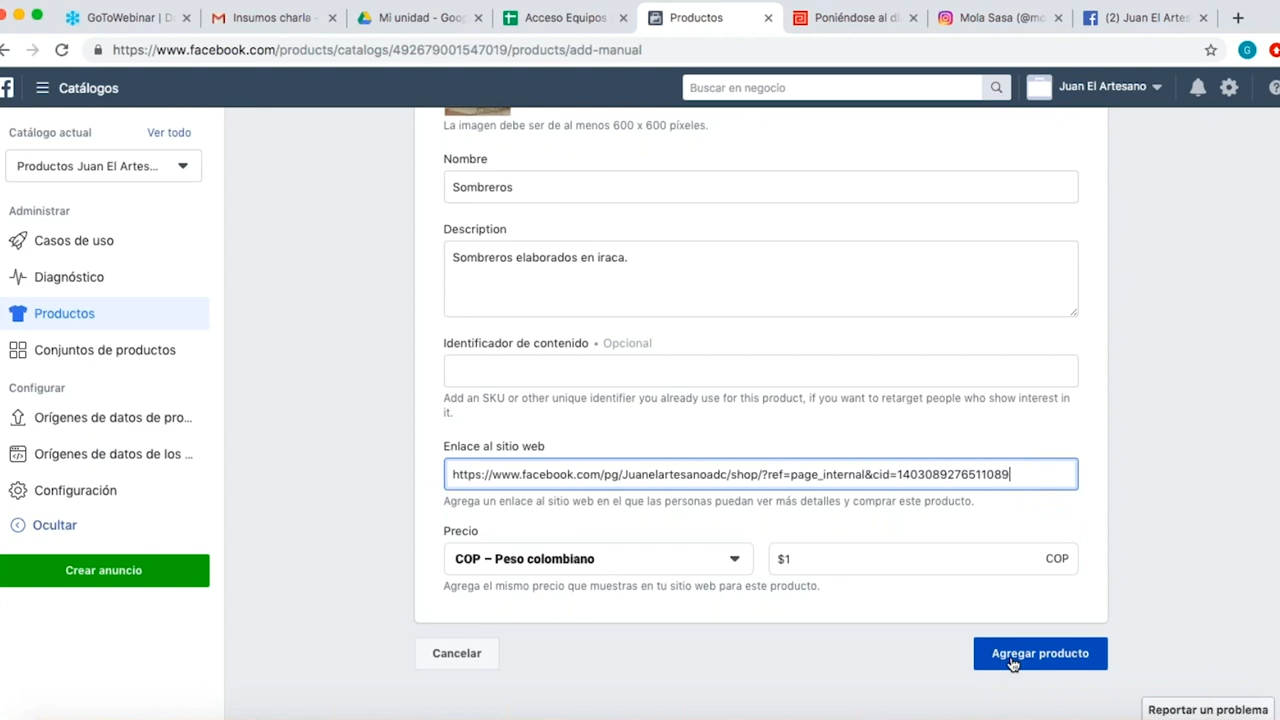 GoToWebinar | D
Insumos charla -
Mi unidad - Goo
Acceso Equipos
Productos
Poniéndose al d
Mola Sasa (@mo
(2) Juan El Artes
https://www.facebook.com/products/catalogs/492679001547019/products/add-manual
G
Catálogos
Buscar en negocio
Juan El Artesano
Catálogo actual
Ver todo
Productos Juan El Artes...
Administrar
Casos de uso
Diagnóstico
Productos
Conjuntos de productos
Configurar
Orígenes de datos de pro...
Orígenes de datos de los ...
Configuración
Ocultar
Crear anuncio
La imagen debe ser de al menos 600 x 600 píxeles.
Nombre
Sombreros
Description
Sombreros elaborados en iraca.
Identificador de contenido • Opcional
Add an SKU or other unique identifier you already use for this product, if you want to retarget people who show interest in
it.
Enlace al sitio web
https://www.facebook.com/pg/Juanelartesanoadc/shop/?ref=page_internal&cid=1403089276511089
Agrega un enlace al sitio web en el que las personas puedan ver más detalles y comprar este producto.
Precio
COP – Peso colombiano
$1
COP
Agrega el mismo precio que muestras en tu sitio web para este producto.
Cancelar
Agregar producto
Reportar un problema